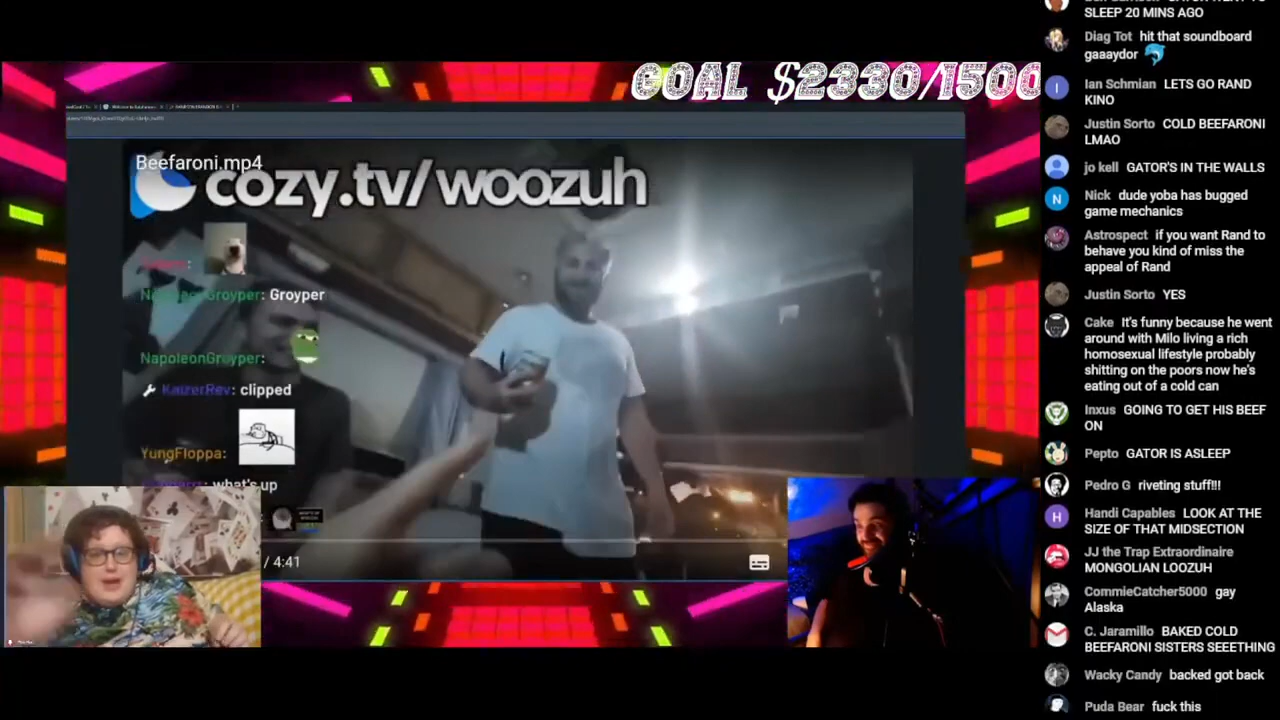 GOAL $2330/1500
Beefaroni.mp4
cozy.tv/woozuh
Groyper: Groyper
NapoleonGroyper:
KaizerRev: clipped
YungFloppa:
what's up
/ 4:41
SLEEP 20 MINS AGO
Diag Tot hit that soundboard
gaaaydor
Ian Schmian LETS GO RAND
KINO
Justin Sorto COLD BEEFARONI
LMAO
jo kell GATOR'S IN THE WALLS
Nick dude yoba has bugged
game mechanics
Astrospect if you want Rand to
behave you kind of miss the
appeal of Rand
Justin Sorto YES
Cake It's funny because he went
around with Milo living a rich
homosexual lifestyle probably
shitting on the poors now he's
eating out of a cold can
Inxus GOING TO GET HIS BEEF
ON
Pepto GATOR IS ASLEEP
Pedro G riveting stuff!!!
Handi Capables LOOK AT THE
SIZE OF THAT MIDSECTION
JJ the Trap Extraordinaire
MONGOLIAN LOOZUH
CommieCatcher5000 gay
Alaska
C. Jaramillo BAKED COLD
BEEFARONI SISTERS SEEETHING
Wacky Candy backed got back
Puda Bear fuck this